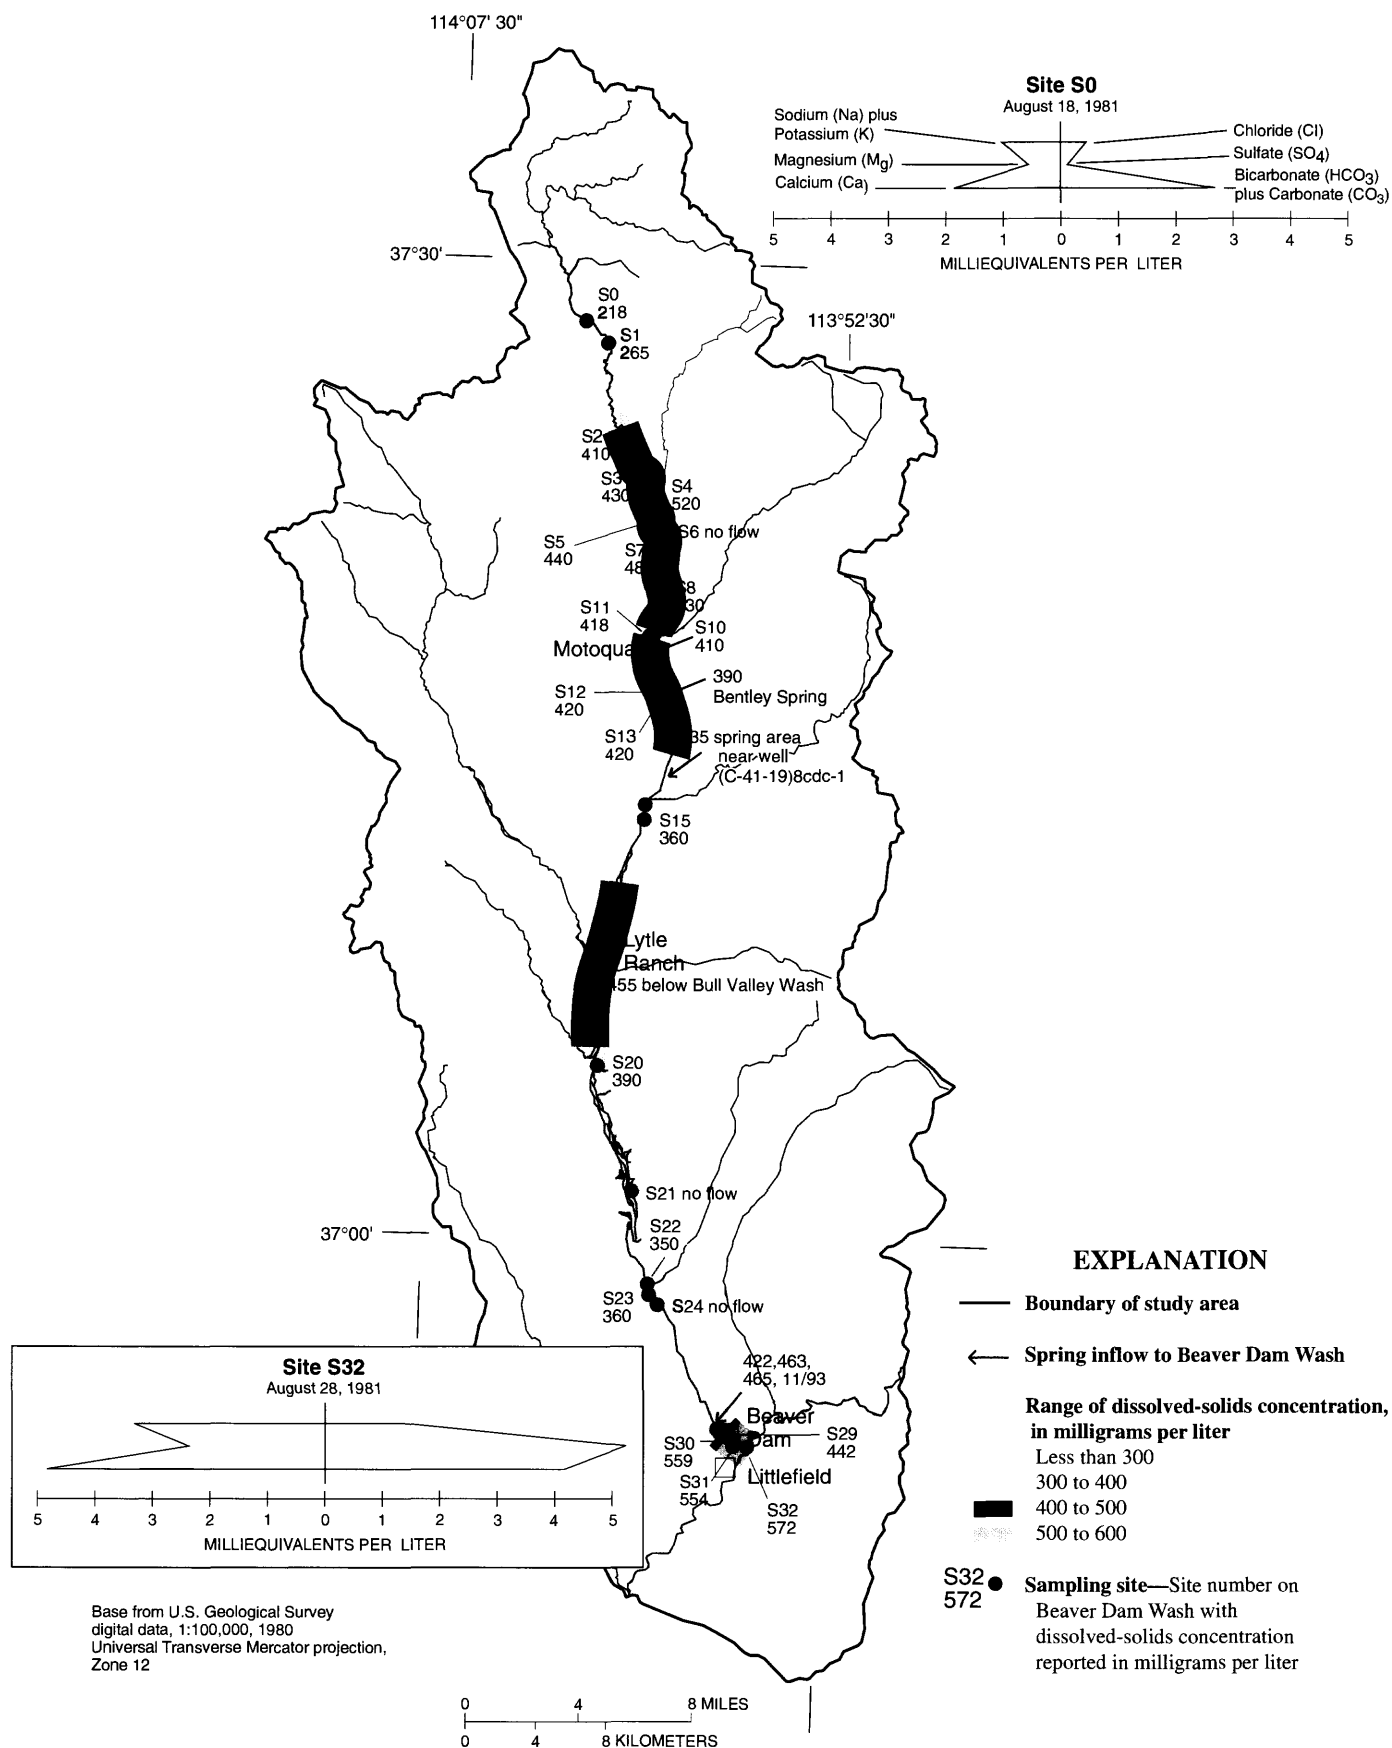 114°07' 30"
Site S0
August 18, 1981
Sodium (Na) plus
Potassium (K)
Magnesium (Mg)
Calcium (Ca)
Chloride (Cl)
Sulfate (SO4)
Bicarbonate (HCO3)
plus Carbonate (CO3)
5 4 3 2 1 0 1 2 3 4 5
MILLIEQUIVALENTS PER LITER
37°30'
113°52'30"
S0
218
S1
265
S2
410
S3
430
S4
520
S5
440
S6 no flow
S7
S11
418
S10
410
Motoqua
390
Bentley Spring
S12
420
S13
420
35 spring area
near well
(C-41-19)8cdc-1
S15
360
Lytle
Ranch
455 below Bull Valley Wash
S20
390
S21 no flow
37°00'
S22
350
S23
360
S24 no flow
422,463,
465, 11/93
Beaver
Dam
S29
442
S30
559
S31
554
Littlefield
S32
572
Site S32
August 28, 1981
5 4 3 2 1 0 1 2 3 4 5
MILLIEQUIVALENTS PER LITER
EXPLANATION
Boundary of study area
Spring inflow to Beaver Dam Wash
Range of dissolved-solids concentration,
in milligrams per liter
Less than 300
300 to 400
400 to 500
500 to 600
S32
572
Sampling site—Site number on
Beaver Dam Wash with
dissolved-solids concentration
reported in milligrams per liter
Base from U.S. Geological Survey
digital data, 1:100,000, 1980
Universal Transverse Mercator projection,
Zone 12
0 4 8 MILES
0 4 8 KILOMETERS